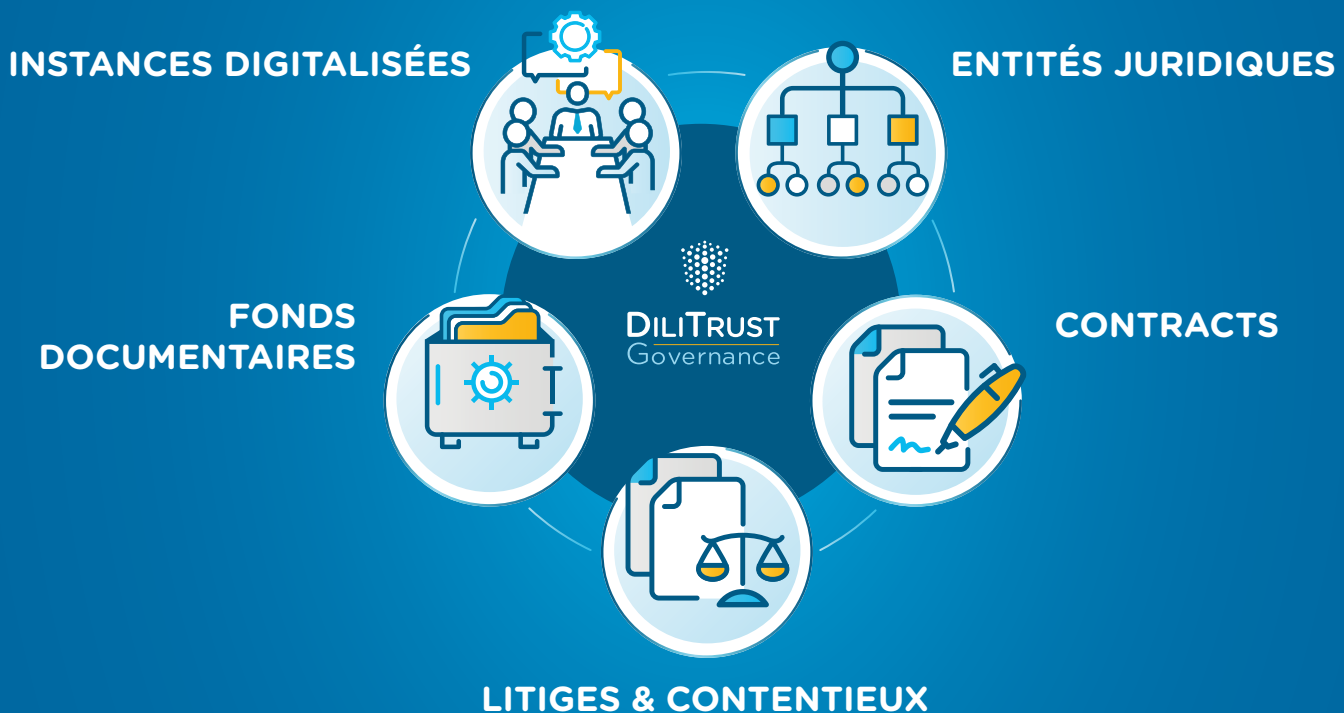 INSTANCES DIGITALISÉES
ENTITÉS JURIDIQUES
DILITRUST
Governance
FONDS
DOCUMENTAIRES
CONTRACTS
LITIGES & CONTENTIEUX